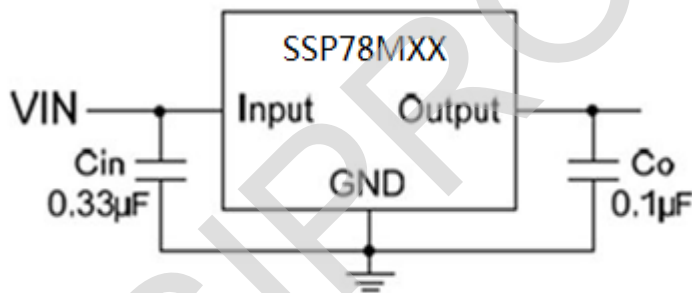 SSP78MXX
VIN
Input
Output
Cin
0.33µF
GND
Co
0.1µF